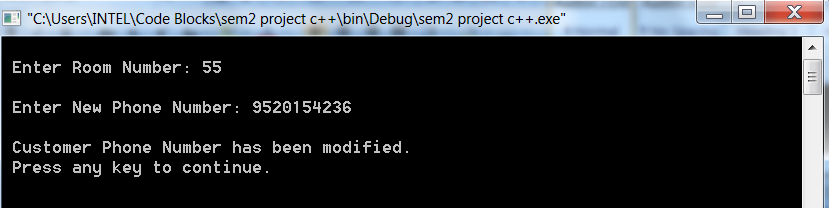 "C:\Users\INTEL\Code Blocks\sem2 project c++\bin\Debug\sem2 project c++.exe"
Enter Room Number: 55
Enter New Phone Number: 9520154236
Customer Phone Number has been modified.
Press any key to continue.